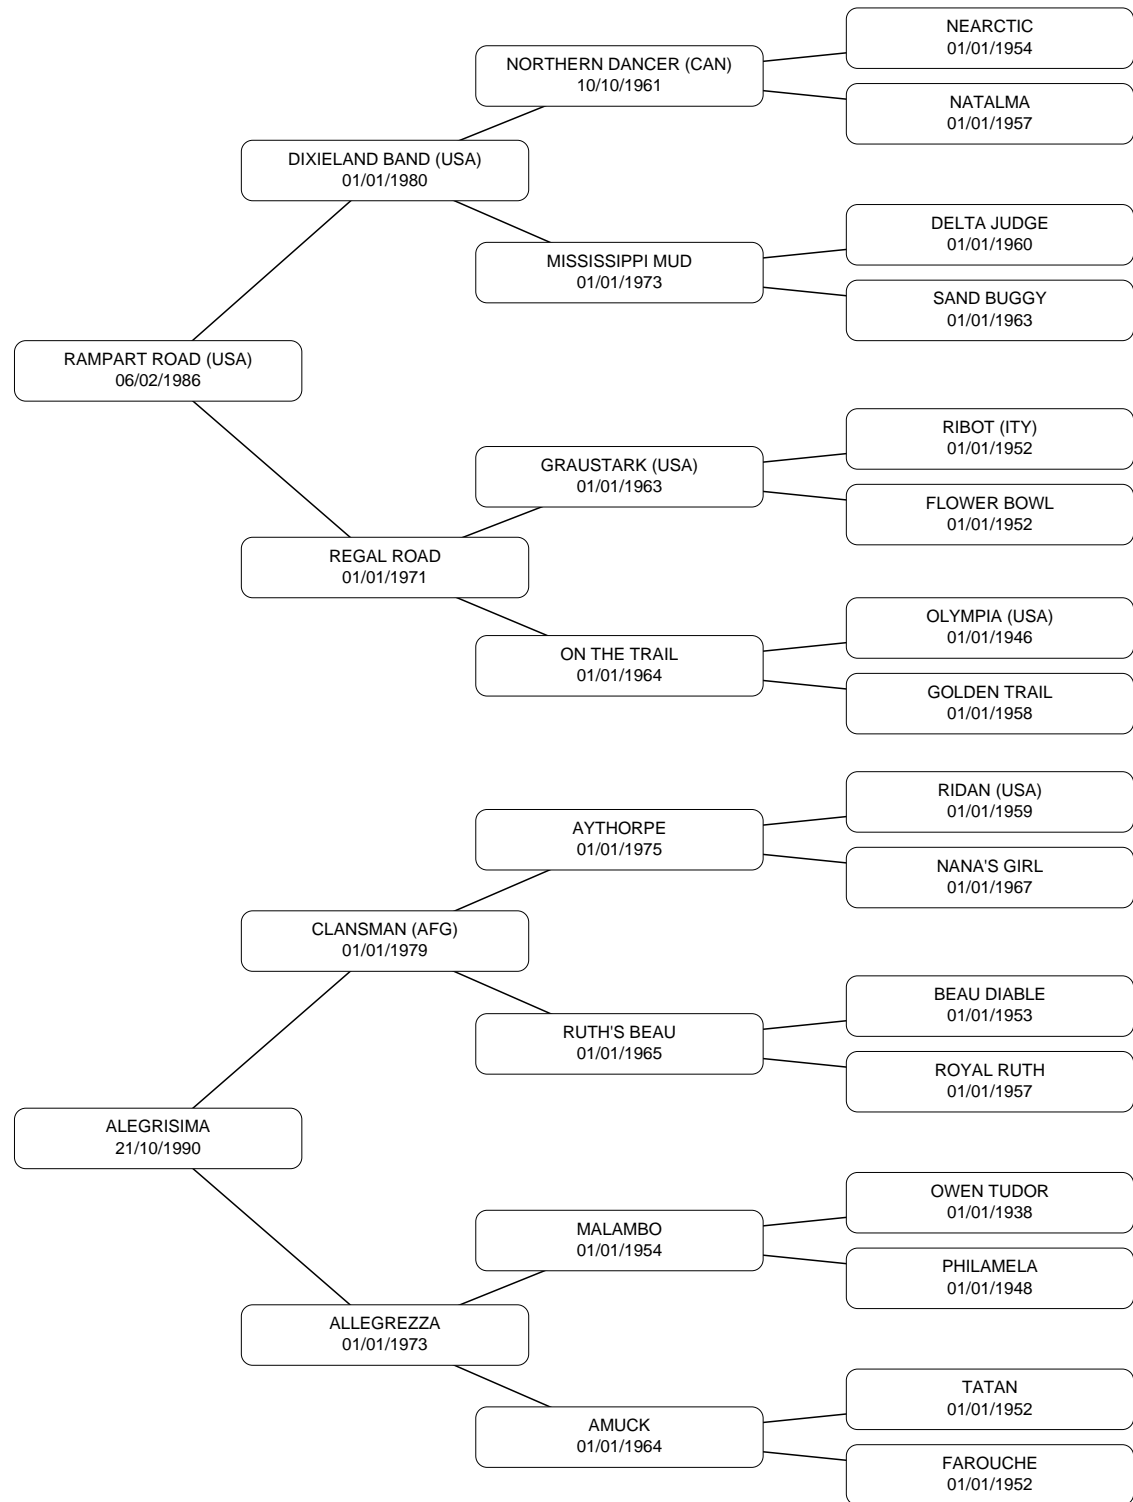 NEARCTIC
01/01/1954
NORTHERN DANCER (CAN)
10/10/1961
NATALMA
01/01/1957
DIXIELAND BAND (USA)
01/01/1980
DELTA JUDGE
01/01/1960
MISSISSIPPI MUD
01/01/1973
SAND BUGGY
01/01/1963
RAMPART ROAD (USA)
06/02/1986
RIBOT (ITY)
01/01/1952
GRAUSTARK (USA)
01/01/1963
FLOWER BOWL
01/01/1952
REGAL ROAD
01/01/1971
OLYMPIA (USA)
01/01/1946
ON THE TRAIL
01/01/1964
GOLDEN TRAIL
01/01/1958
RIDAN (USA)
01/01/1959
AYTHORPE
01/01/1975
NANA'S GIRL
01/01/1967
CLANSMAN (AFG)
01/01/1979
BEAU DIABLE
01/01/1953
RUTH'S BEAU
01/01/1965
ROYAL RUTH
01/01/1957
ALEGRISIMA
21/10/1990
OWEN TUDOR
01/01/1938
MALAMBO
01/01/1954
PHILAMELA
01/01/1948
ALLEGREZZA
01/01/1973
TATAN
01/01/1952
AMUCK
01/01/1964
FAROUCHE
01/01/1952